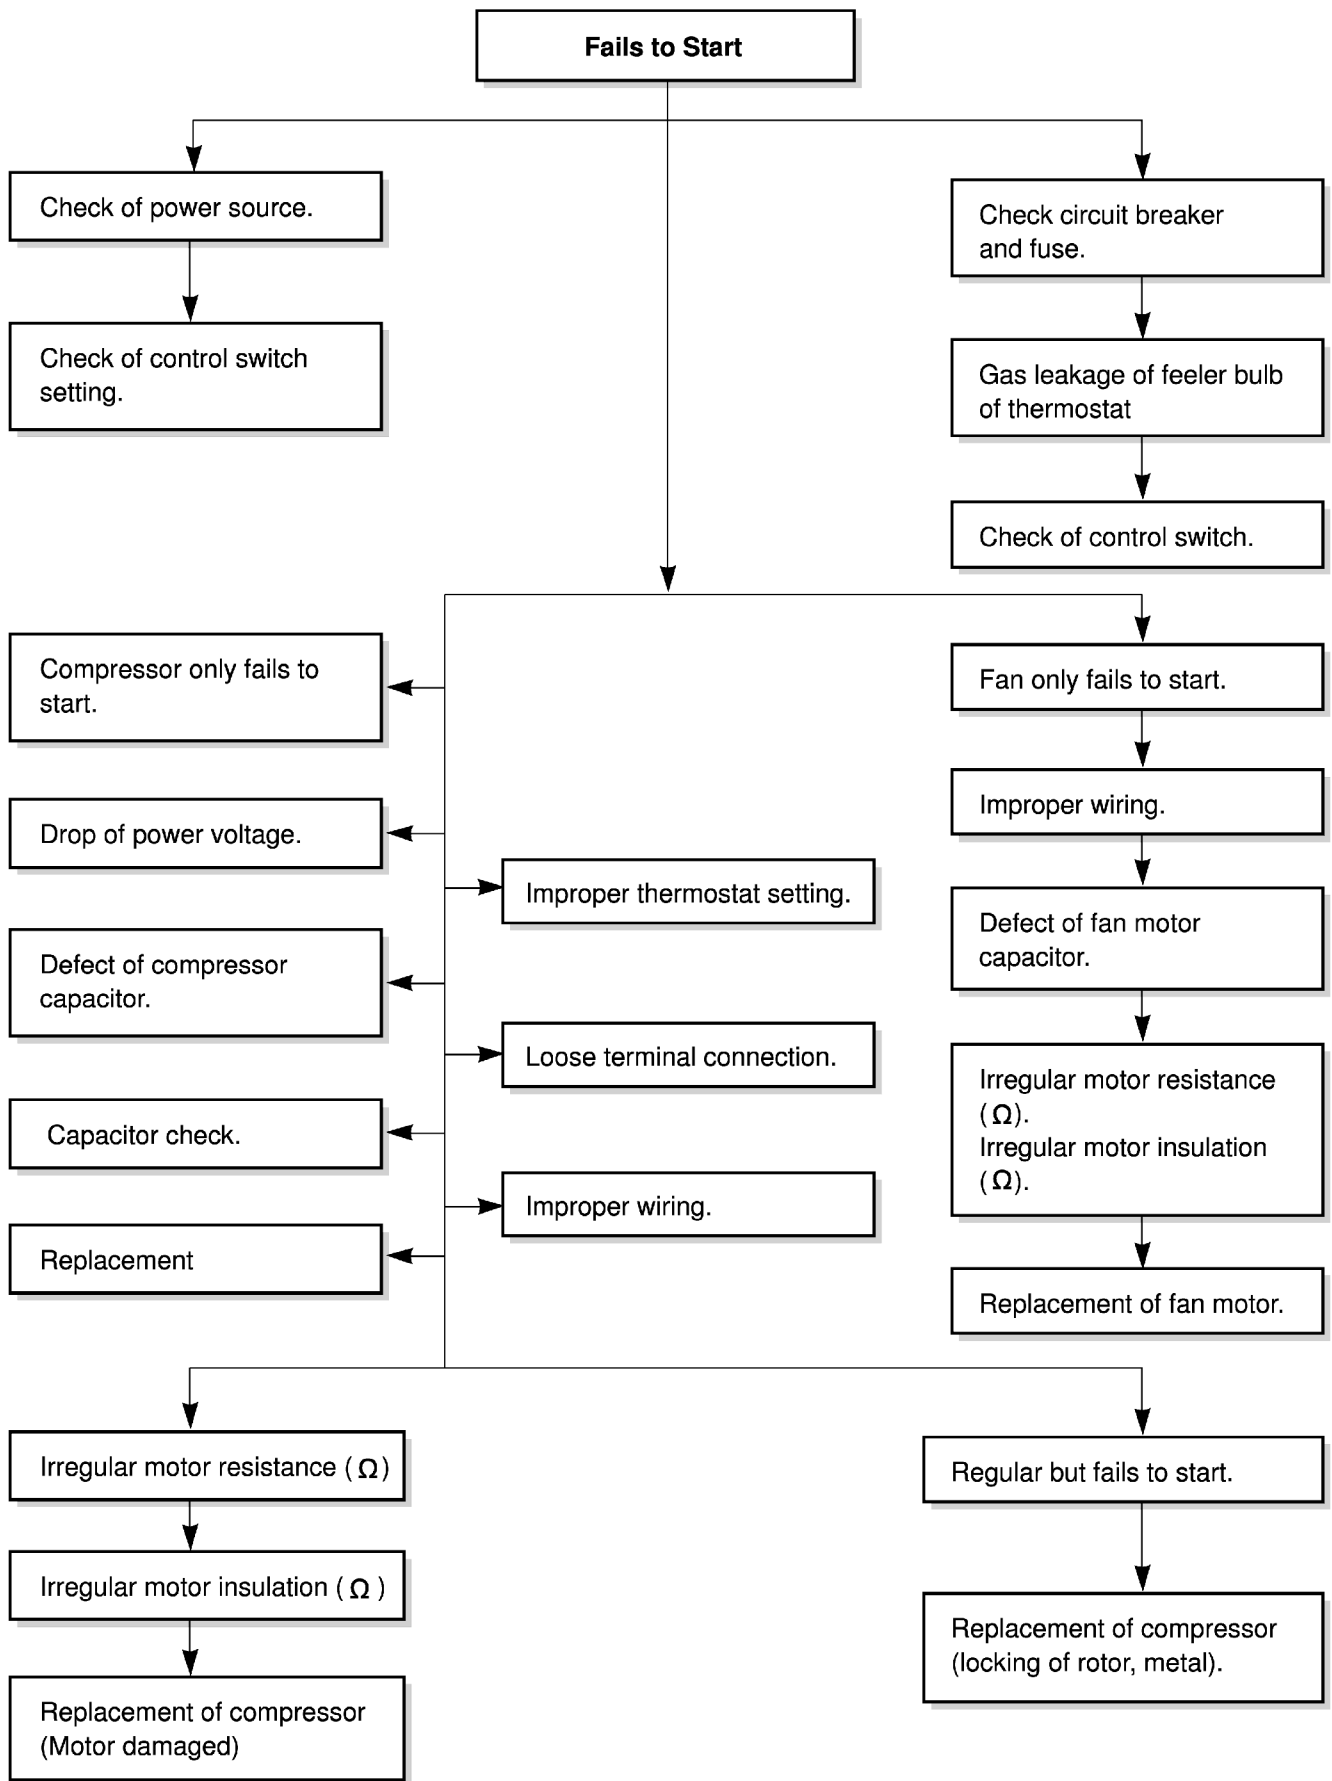 Fails to Start
Check of power source.
Check of control switch
setting.
Check circuit breaker
and fuse.
Gas leakage of feeler bulb
of thermostat
Check of control switch.
Compressor only fails to
start.
Drop of power voltage.
Defect of compressor
capacitor.
Capacitor check.
Replacement
Improper thermostat setting.
Loose terminal connection.
Improper wiring.
Fan only fails to start.
Improper wiring.
Defect of fan motor
capacitor.
Irregular motor resistance
(Ω).
Irregular motor insulation
(Ω).
Replacement of fan motor.
Irregular motor resistance (Ω)
Irregular motor insulation (Ω )
Replacement of compressor
(Motor damaged)
Regular but fails to start.
Replacement of compressor
(locking of rotor, metal).